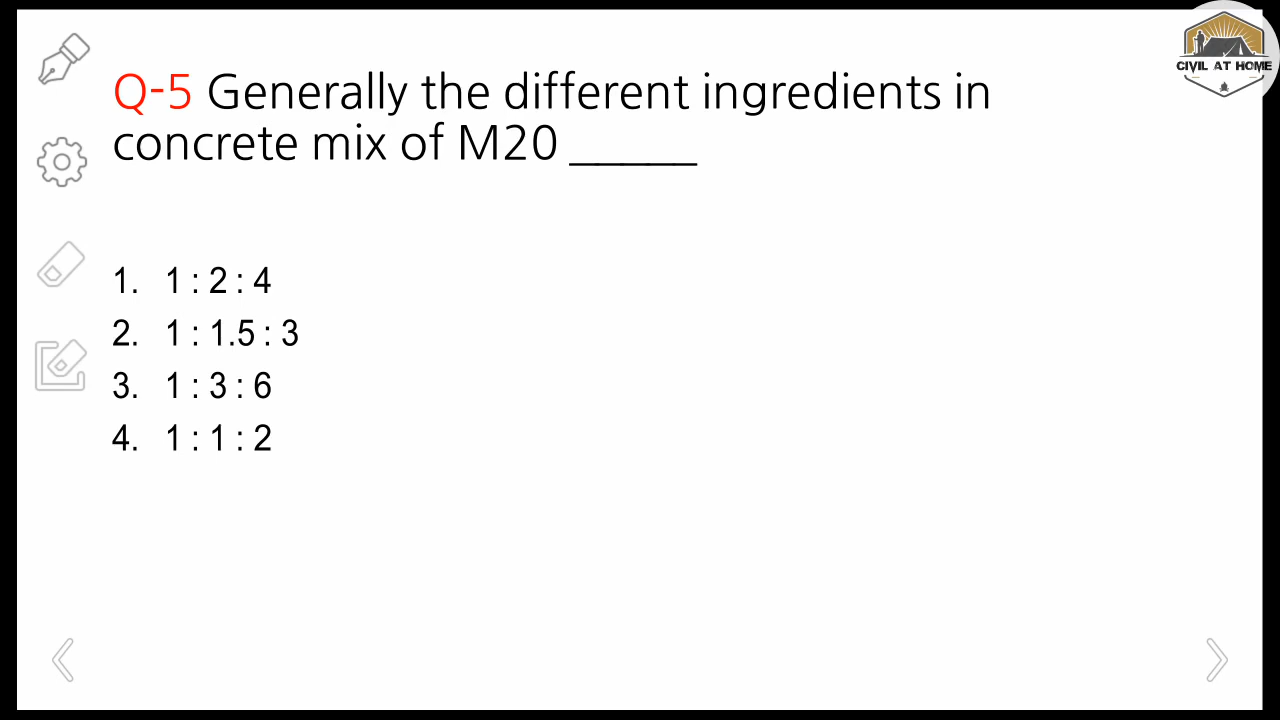 CIVIL AT HOME
Q-5 Generally the different ingredients in
concrete mix of M20 _____
1. 1 : 2 : 4
2. 1 : 1.5 : 3
3. 1 : 3 : 6
4. 1 : 1 : 2